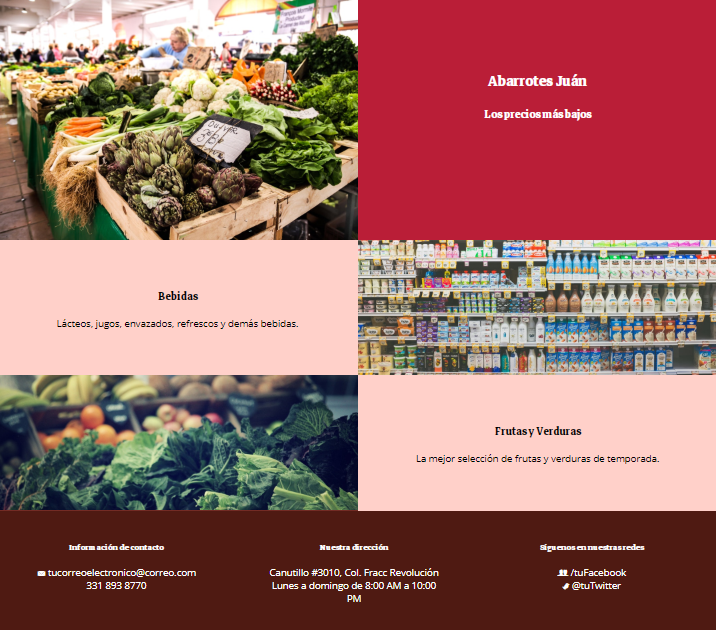 Abarrotes Juán
Los precios más bajos
Bebidas
Lácteos, jugos, envazados, refrescos y demás bebidas.
Frutas y Verduras
La mejor selección de frutas y verduras de temporada.
Información de contacto
tucorreoelectronico@correo.com
331 893 8770
Nuestra dirección
Canutillo #3010, Col. Fracc Revolución
Lunes a domingo de 8:00 AM a 10:00
PM
Síguenos en nuestras redes
/tuFacebook
@tuTwitter